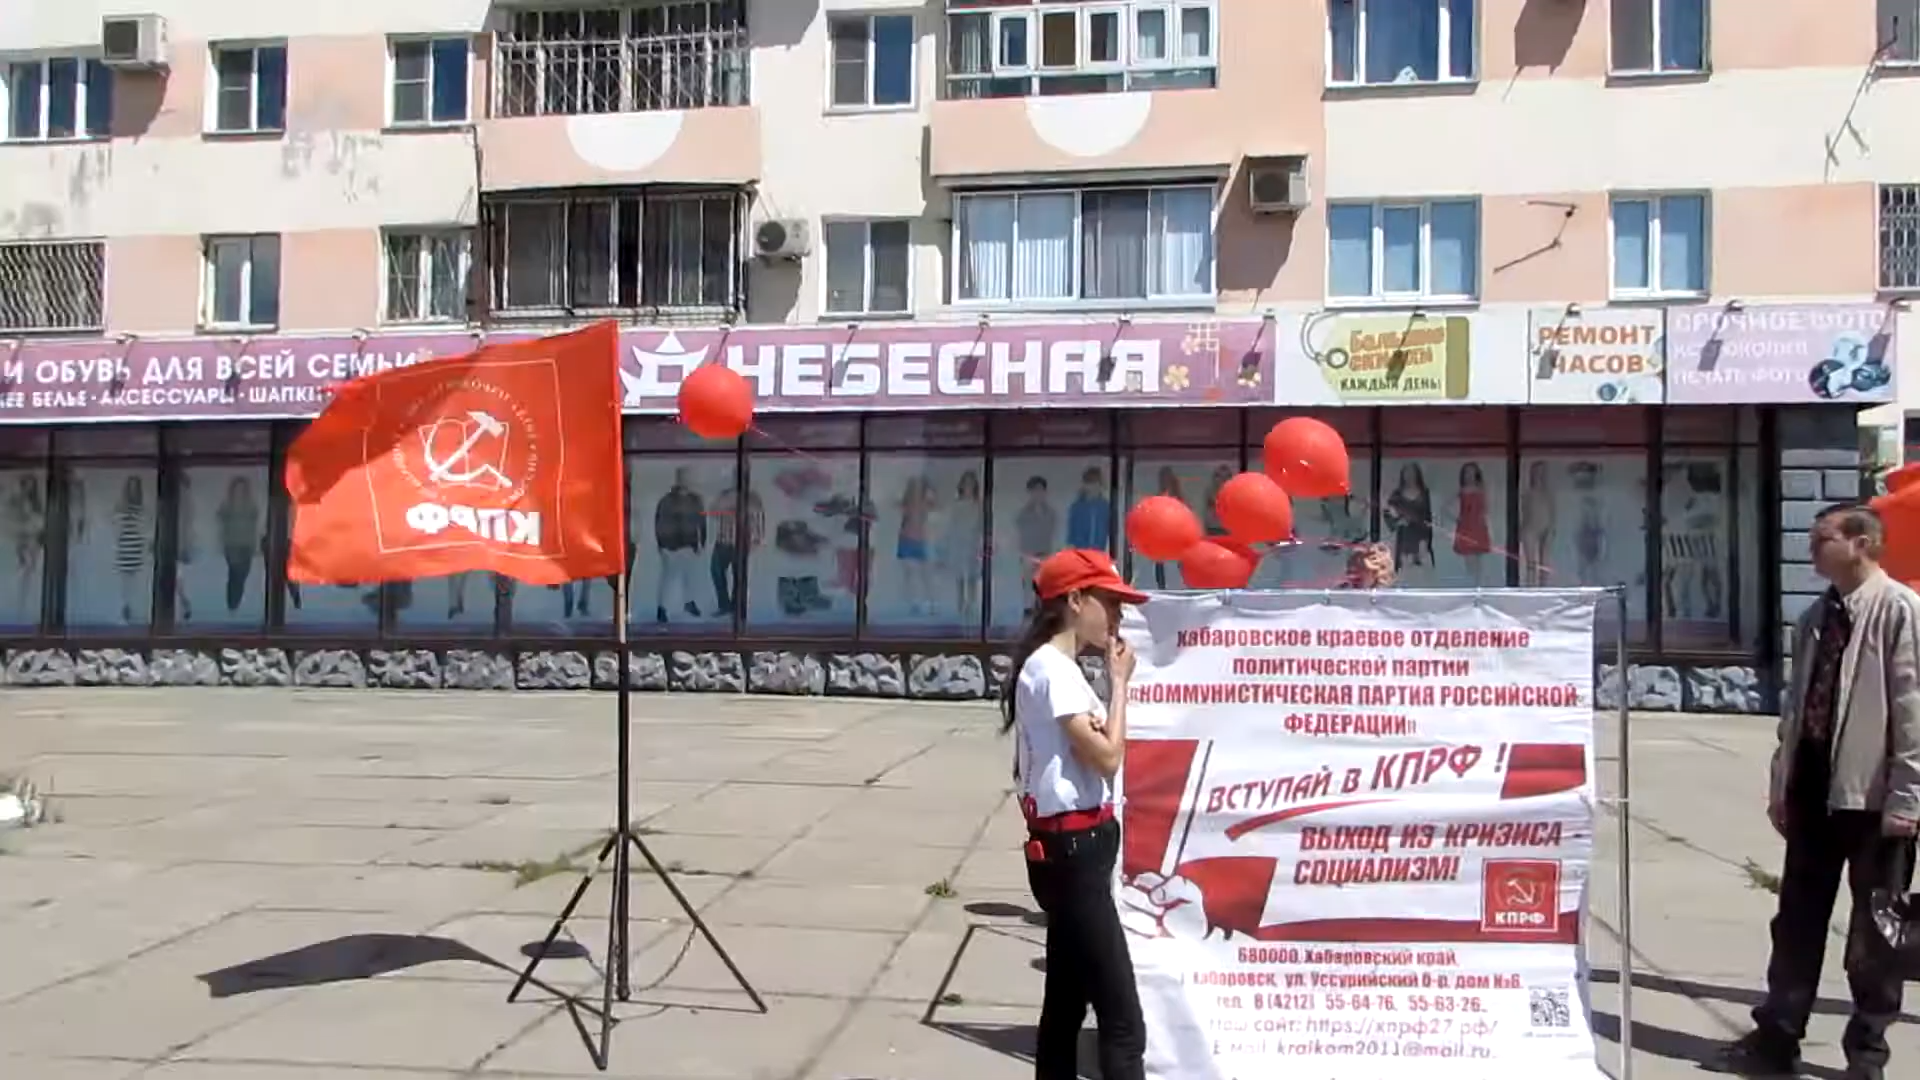 И ОБУВЬ ДЛЯ ВСЕЙ СЕМЬИ
БЕЛЬЕ · АКСЕССУАРЫ · ШАПКИ
НЕБЕСНАЯ
Большие
скидки
КАЖДЫЙ ДЕНЬ!
РЕМОНТ
ЧАСОВ
СРОЧНОЕ ФОТО
КСЕРОКОПИЯ
ПЕЧАТЬ ФОТО
КПРФ
Хабаровское краевое отделение
политической партии
«КОММУНИСТИЧЕСКАЯ ПАРТИЯ РОССИЙСКОЙ
ФЕДЕРАЦИИ»
ВСТУПАЙ В КПРФ !
ВЫХОД ИЗ КРИЗИСА -
СОЦИАЛИЗМ!
КПРФ
680000, Хабаровский край,
Хабаровск, ул. Уссурийский б-р, дом №6.
тел. 8 (4212) 55-64-76, 55-63-26.
Наш сайт: https://кпрф27.рф/
E-mail: kraikom2011@mail.ru